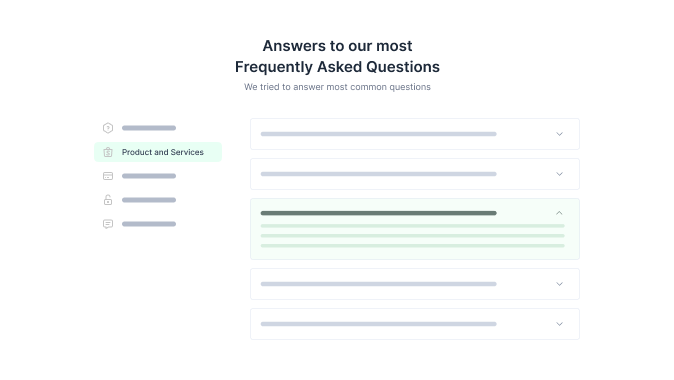 Answers to our most
Frequently Asked Questions
We tried to answer most common questions
Product and Services